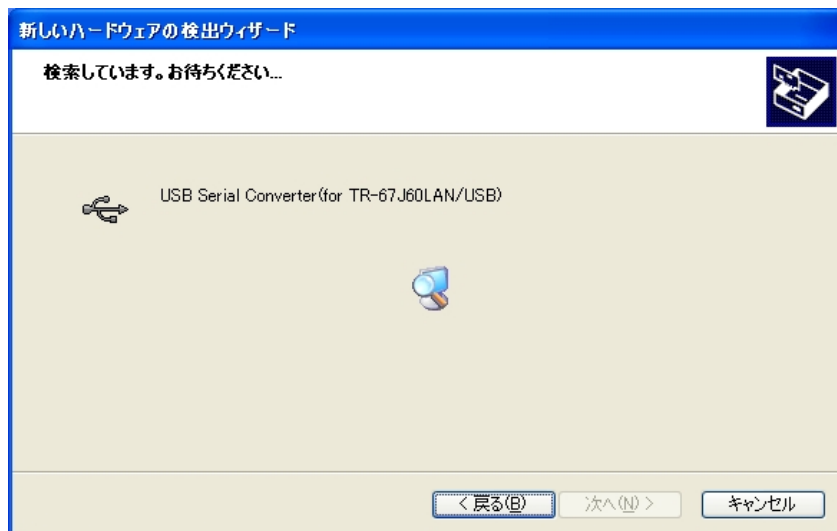 新しいハードウェアの検出ウィザード
検索しています。お待ちください...
USB Serial Converter(for TR-67J60LAN/USB)
< 戻る(B)
次へ(N) >
キャンセル